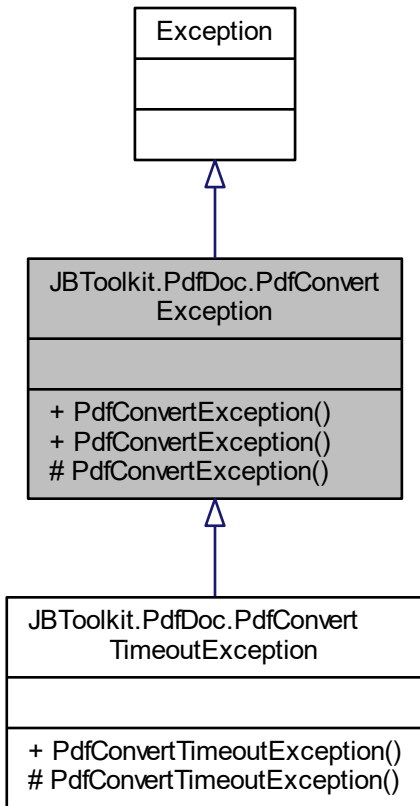 Exception
JBToolkit.PdfDoc.PdfConvert
Exception
+ PdfConvertException()
+ PdfConvertException()
# PdfConvertException()
JBToolkit.PdfDoc.PdfConvert
TimeoutException
+ PdfConvertTimeoutException()
# PdfConvertTimeoutException()